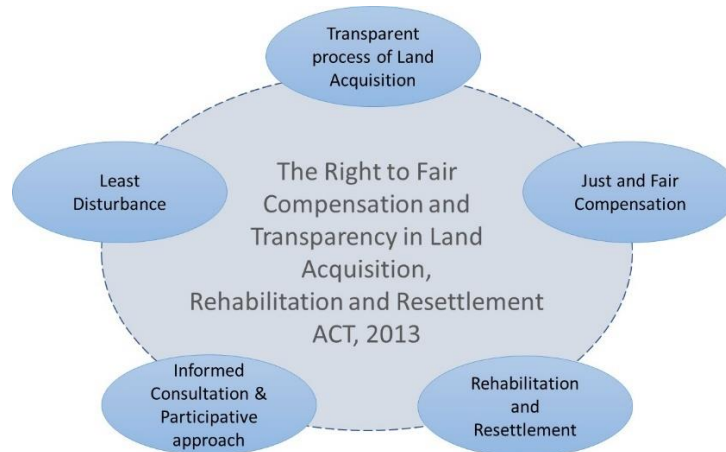 Transparent
process of Land
Acquisition
Least
Disturbance
The Right to Fair
Compensation and
Transparency in Land
Acquisition,
Rehabilitation and Resettlement
ACT, 2013
Just and Fair
Compensation
Informed
Consultation &
Participative
approach
Rehabilitation
and
Resettlement